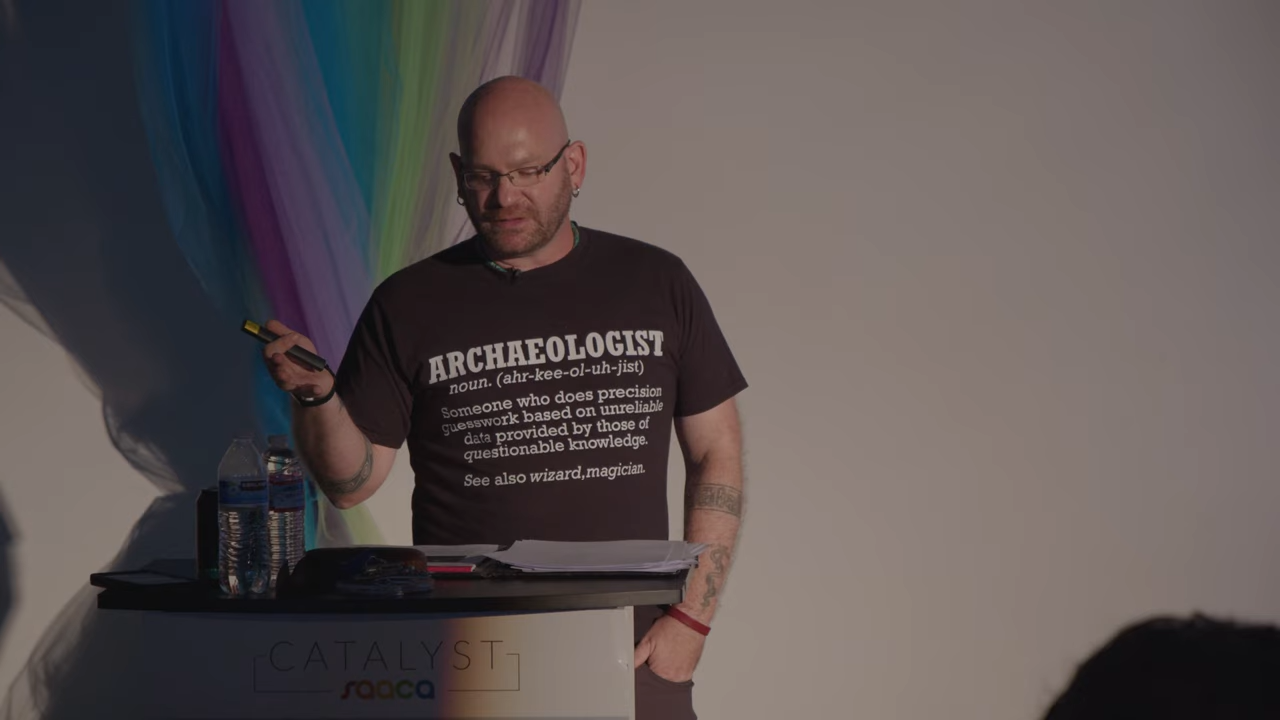 ARCHAEOLOGIST
noun. (ahr-kee-ol-uh-jist)
Someone who does precision
guesswork based on unreliable
data provided by those of
questionable knowledge.
See also wizard,magician.
CATALYST
saaca